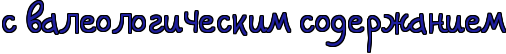 с валеологическим содержанием